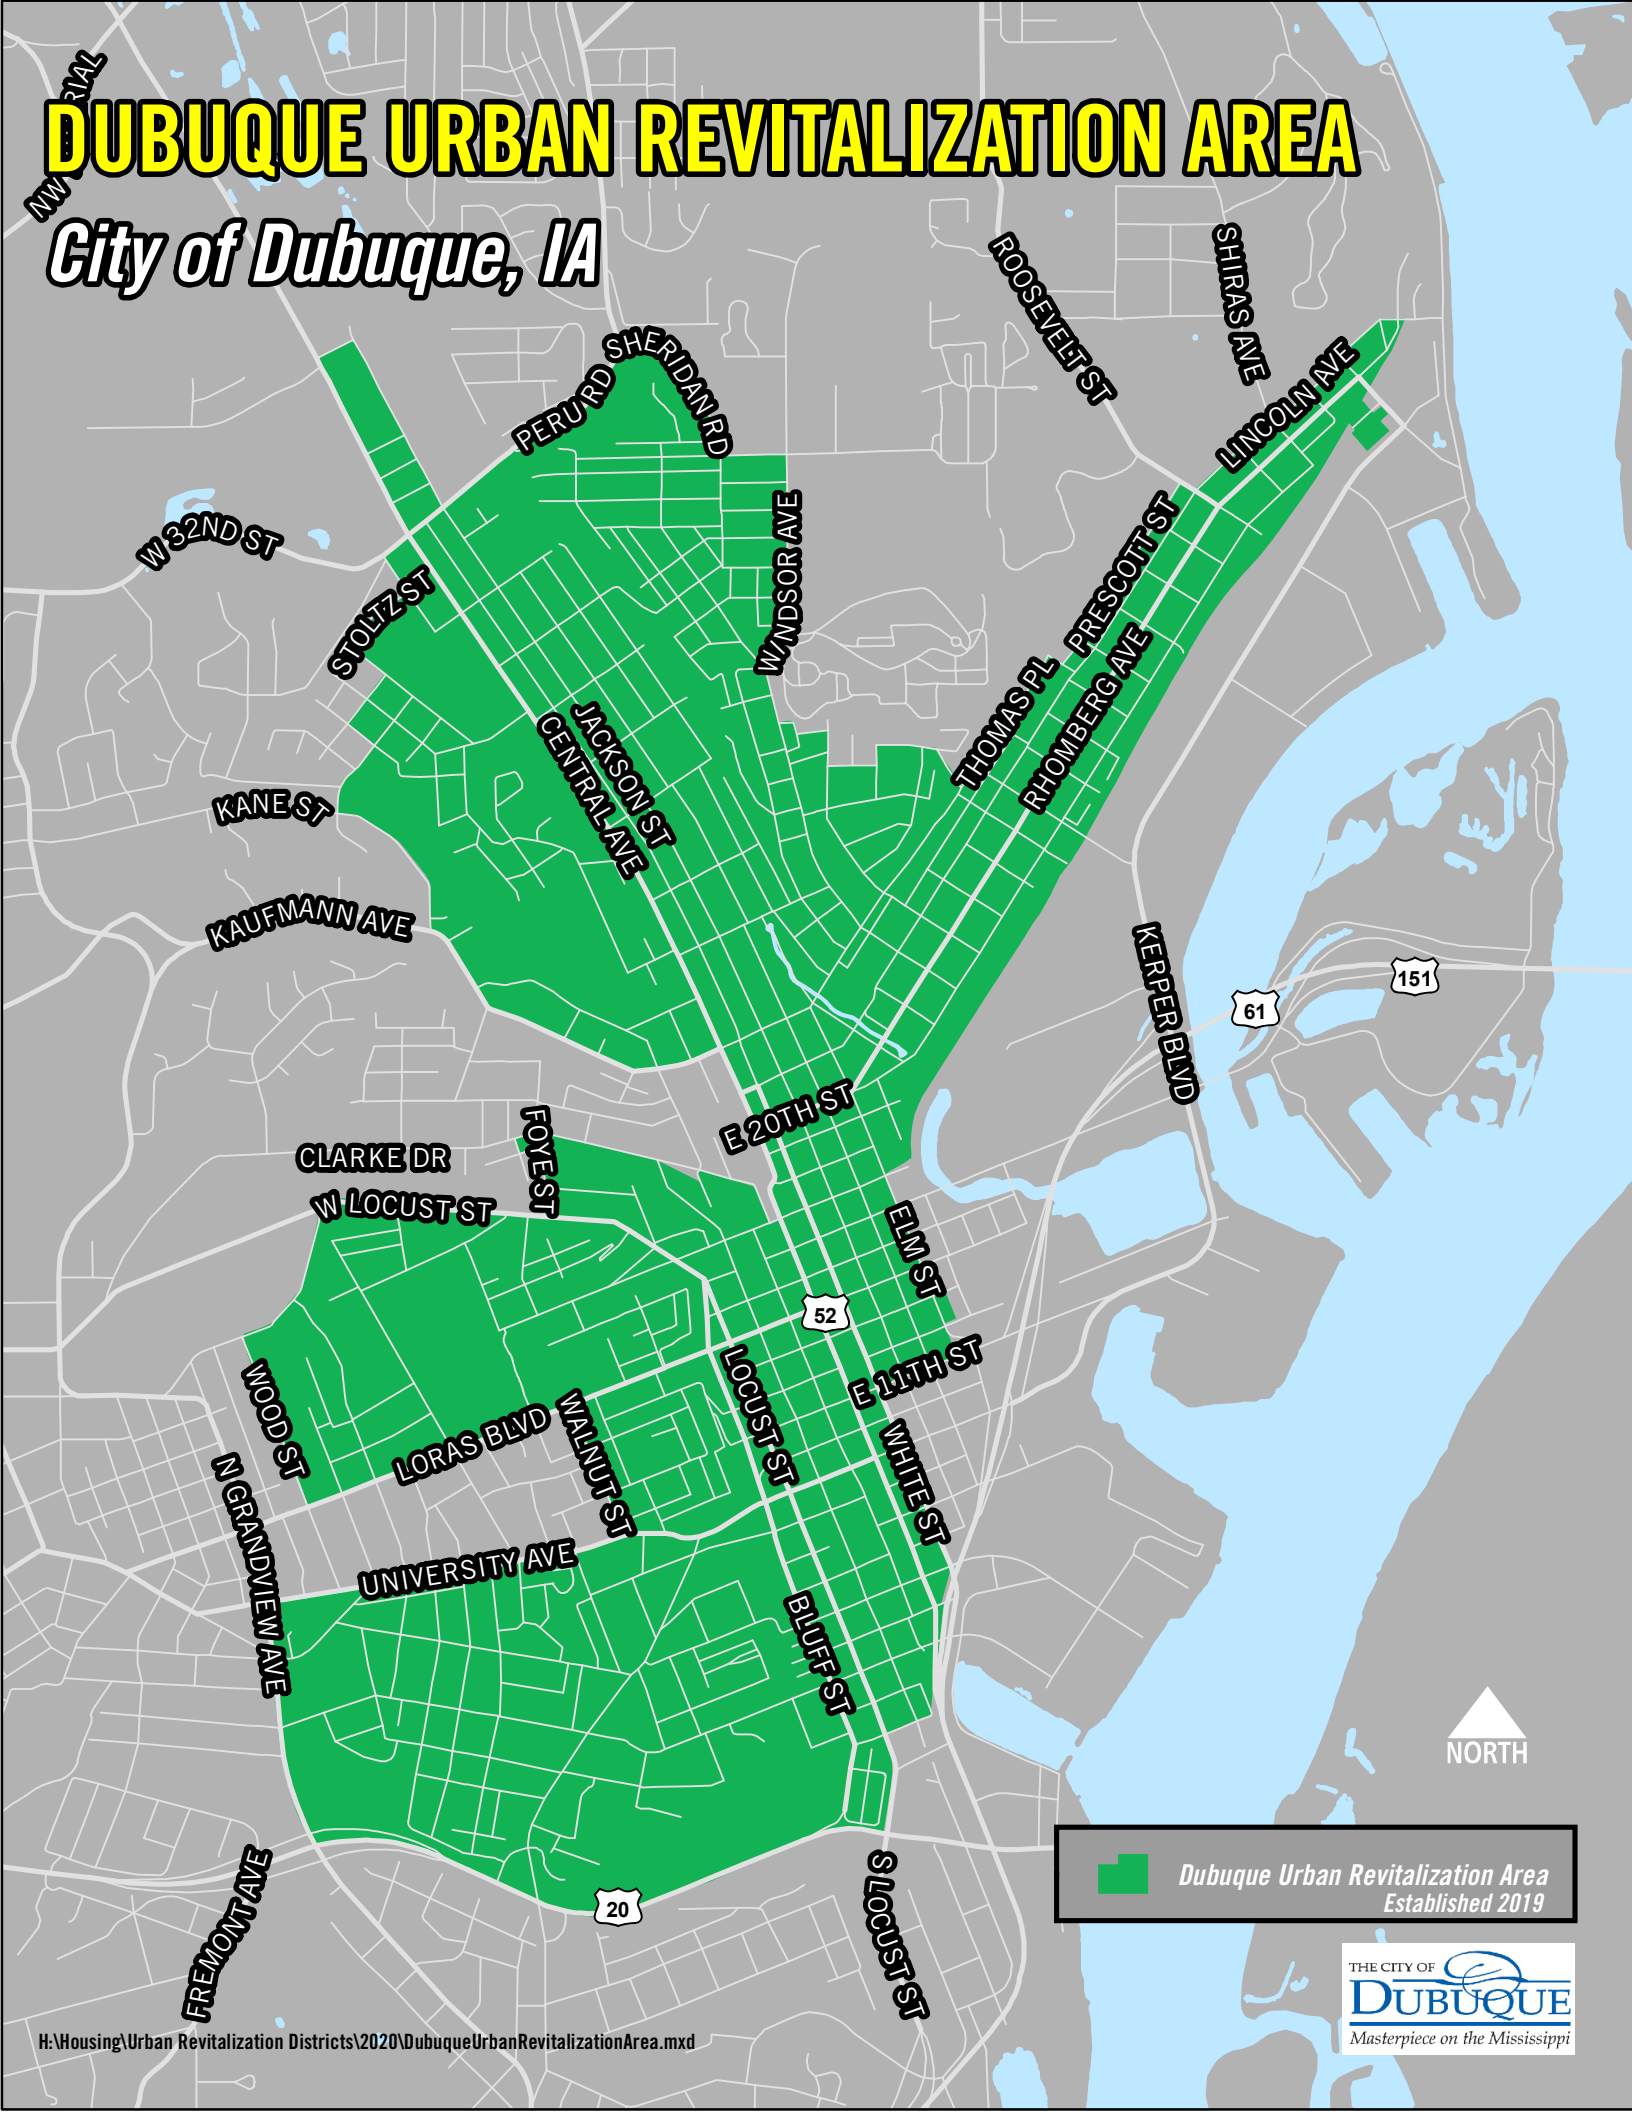 NW
RIAL
DUBUQUE URBAN REVITALIZATION AREA
City of Dubuque, IA
ROOSEVELT ST
SHIRAS AVE
SHERIDAN RD
PERU RD
LINCOLN AVE
W 32ND ST
WINDSOR AVE
STOLTZ ST
PRESCOTT ST
THOMAS PL
RHOMBERG AVE
JACKSON ST
CENTRAL AVE
KANE ST
KAUFMANN AVE
KERPER BLVD
151
61
E 20TH ST
FOYE ST
CLARKE DR
W LOCUST ST
ELM ST
52
E 11TH ST
WOOD ST
LOCUST ST
LORAS BLVD
WALNUT ST
WHITE ST
N GRANDVIEW AVE
UNIVERSITY AVE
BLUFF ST
NORTH
FREMONT AVE
20
S LOCUST ST
Dubuque Urban Revitalization Area
Established 2019
THE CITY OF
DUBUQUE
Masterpiece on the Mississippi
H:\Housing\Urban Revitalization Districts\2020\DubuqueUrbanRevitalizationArea.mxd